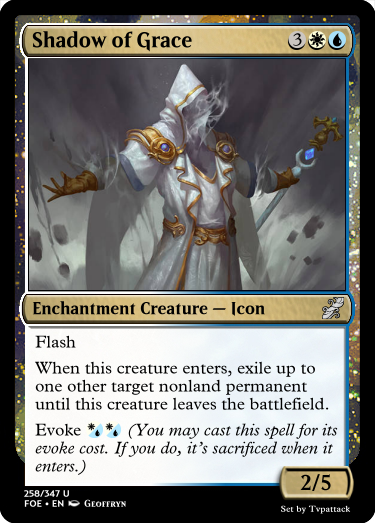 Shadow of Grace 3
Enchantment Creature — Icon
Flash
When this creature enters, exile up to
one other target nonland permanent
until this creature leaves the battlefield.
Evoke (You may cast this spell for its
evoke cost. If you do, it's sacrificed when it
enters.)
2/5
258/347 U
FOE • EN Geoffryn
Set by Tvpattack